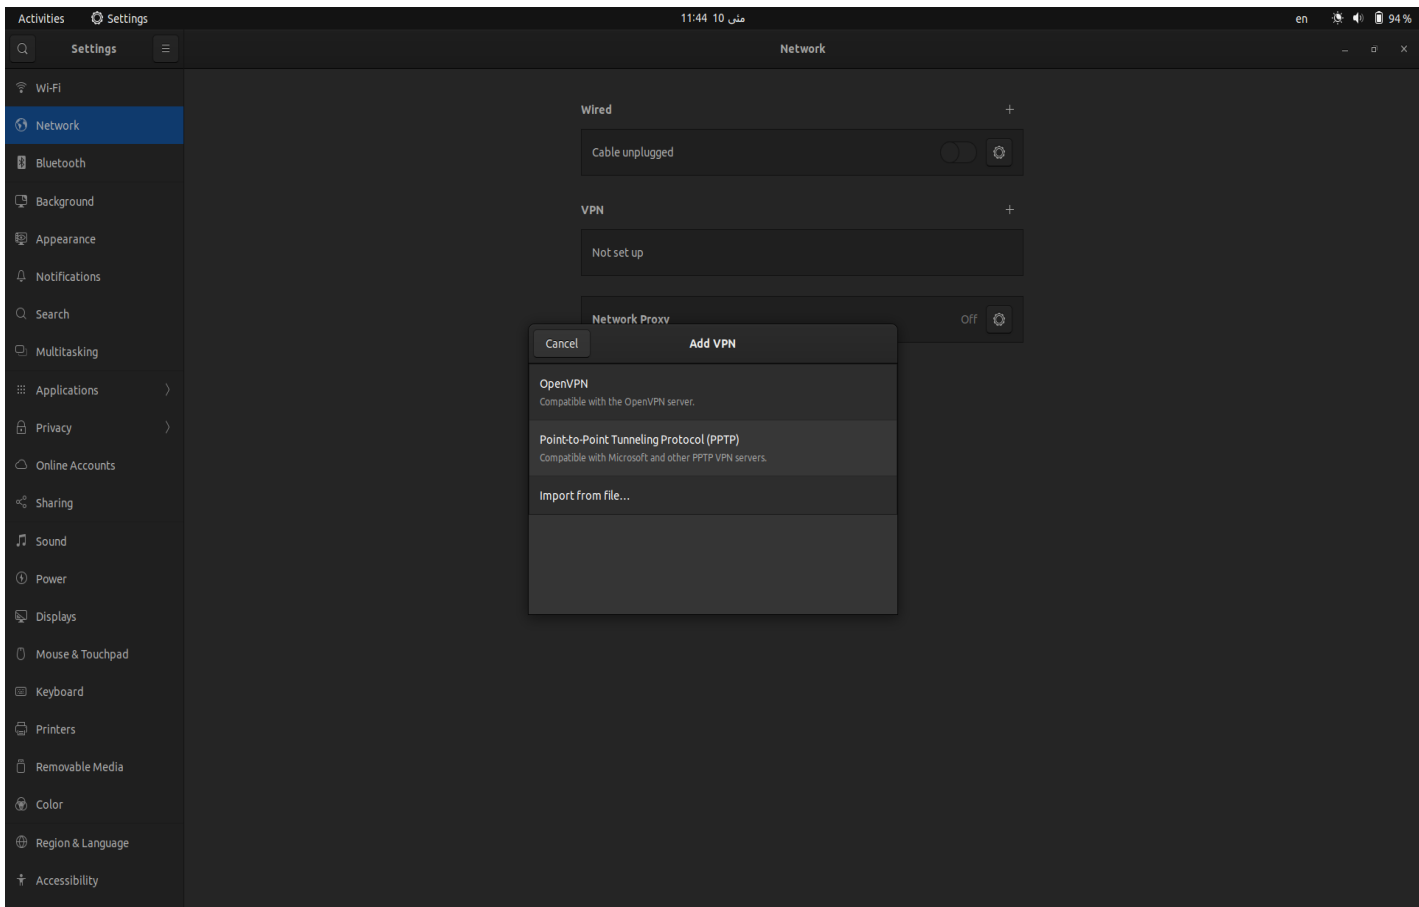 Activities Settings 11:44 10 مئی en 94 %
Settings Network
Wi-Fi
Network
Bluetooth
Background
Appearance
Notifications
Search
Multitasking
Applications
Privacy
Online Accounts
Sharing
Sound
Power
Displays
Mouse & Touchpad
Keyboard
Printers
Removable Media
Color
Region & Language
Accessibility
Wired
Cable unplugged
VPN
Not set up
Network Proxy Off
Cancel Add VPN
OpenVPN
Compatible with the OpenVPN server.
Point-to-Point Tunneling Protocol (PPTP)
Compatible with Microsoft and other PPTP VPN servers.
Import from file…